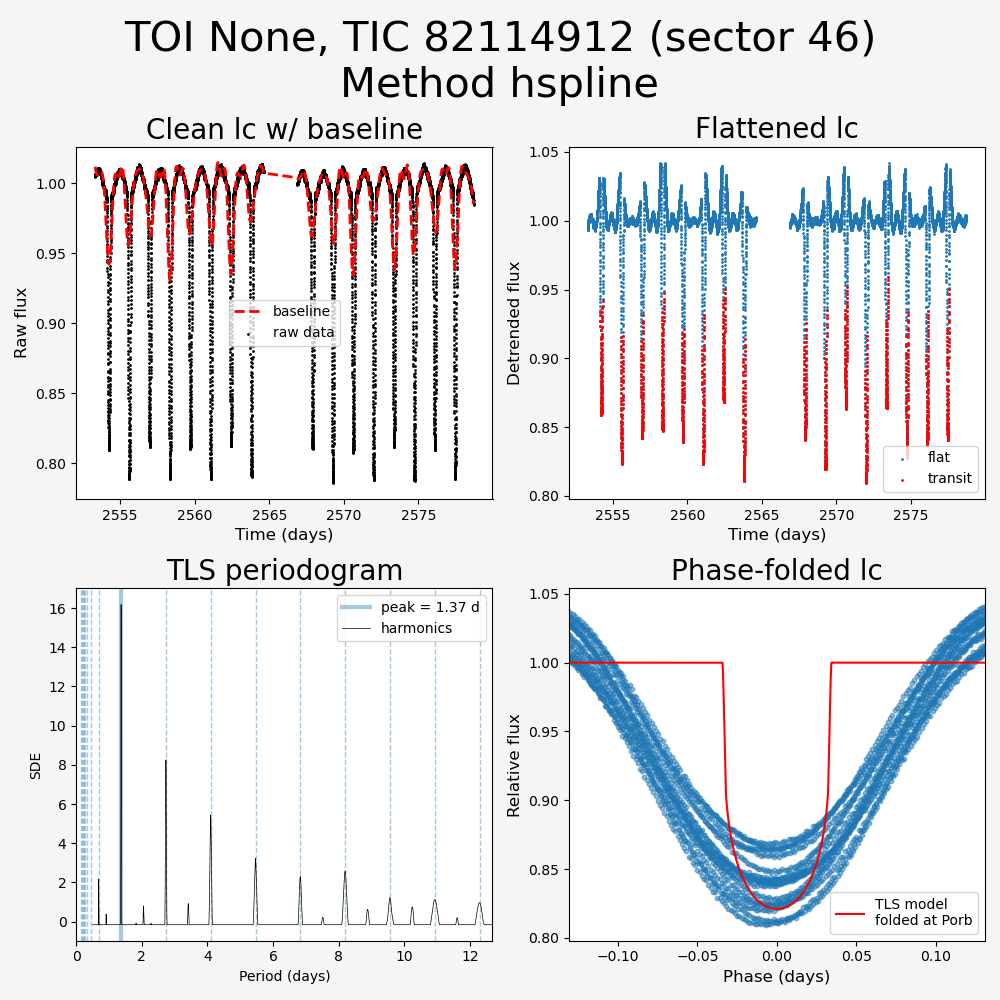 TOI None, TIC 82114912 (sector 46)
Method hspline
Clean lc w/ baseline
Raw flux
1.00
0.95
0.90
0.85
0.80
baseline
raw data
2555
2560
2565
2570
2575
Time (days)
Flattened lc
Detrended flux
1.05
1.00
0.95
0.90
0.85
0.80
flat
transit
2555
2560
2565
2570
2575
Time (days)
TLS periodogram
SDE
16
14
12
10
8
6
4
2
0
peak = 1.37 d
harmonics
0
2
4
6
8
10
12
Period (days)
Phase-folded lc
Relative flux
1.05
1.00
0.95
0.90
0.85
0.80
TLS model
folded at Porb
−0.10
−0.05
0.00
0.05
0.10
Phase (days)